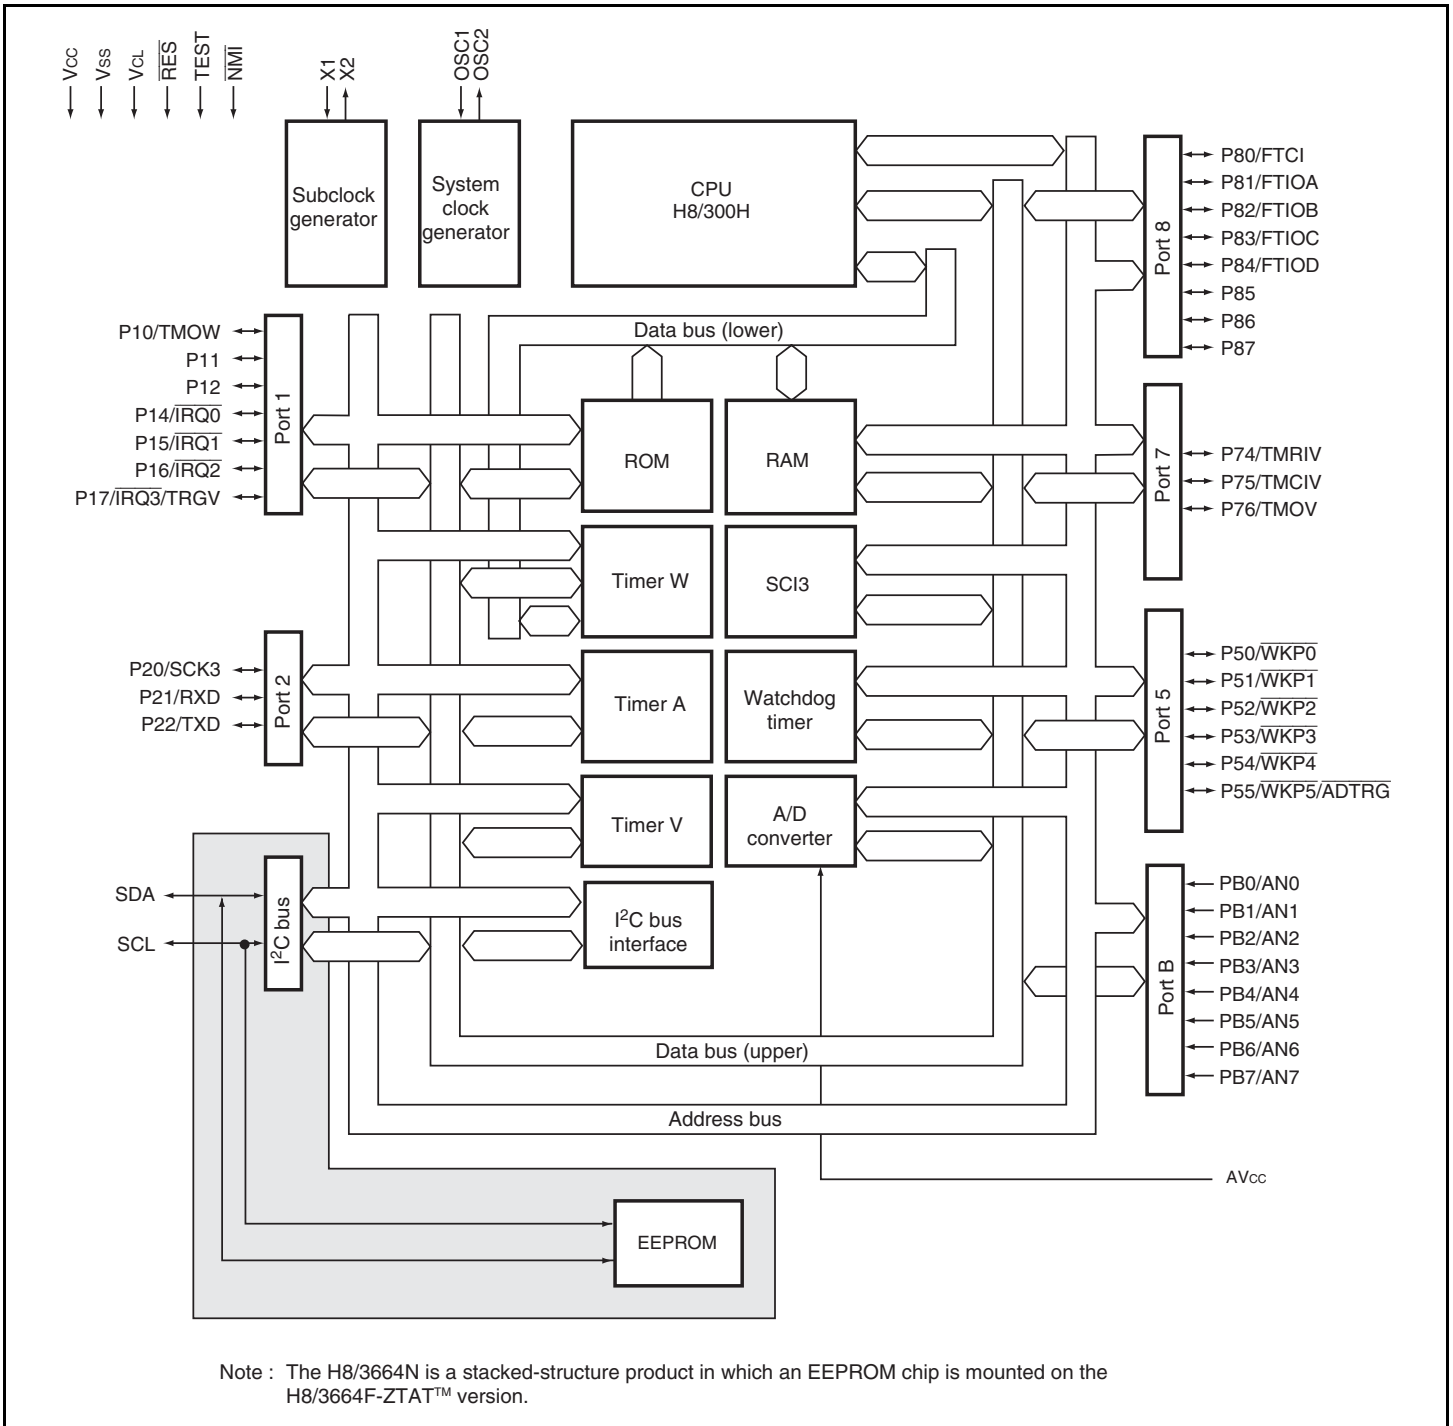 VCC
VSS
VCL
RES
TEST
NMI
X1
X2
OSC1
OSC2
Subclock
generator
System
clock
generator
CPU
H8/300H
Port 8
P80/FTCI
P81/FTIOA
P82/FTIOB
P83/FTIOC
P84/FTIOD
P85
P86
P87
Data bus (lower)
P10/TMOW
P11
P12
P14/IRQ0
P15/IRQ1
P16/IRQ2
P17/IRQ3/TRGV
Port 1
ROM
RAM
Port 7
P74/TMRIV
P75/TMCIV
P76/TMOV
Timer W
SCI3
P20/SCK3
P21/RXD
P22/TXD
Port 2
Timer A
Watchdog
timer
Port 5
P50/WKP0
P51/WKP1
P52/WKP2
P53/WKP3
P54/WKP4
P55/WKP5/ADTRG
Timer V
A/D
converter
SDA
SCL
I2C bus
I2C bus
interface
Port B
PB0/AN0
PB1/AN1
PB2/AN2
PB3/AN3
PB4/AN4
PB5/AN5
PB6/AN6
PB7/AN7
Data bus (upper)
Address bus
AVCC
EEPROM
Note : The H8/3664N is a stacked-structure product in which an EEPROM chip is mounted on the
H8/3664F-ZTAT™ version.